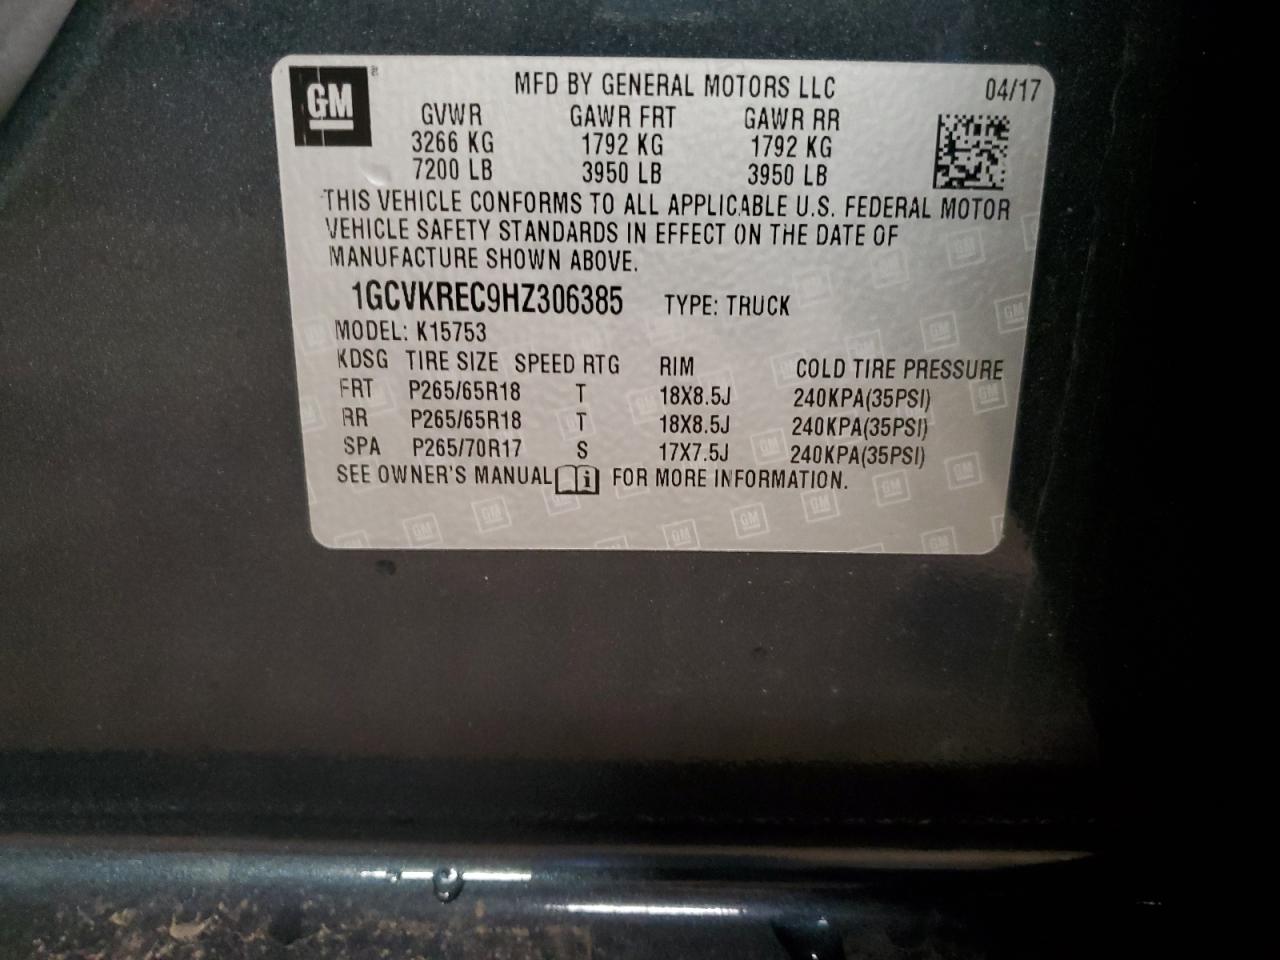 GM
MFD BY GENERAL MOTORS LLC 04/17
GVWR GAWR FRT GAWR RR
3266 KG 1792 KG 1792 KG
7200 LB 3950 LB 3950 LB
THIS VEHICLE CONFORMS TO ALL APPLICABLE U.S. FEDERAL MOTOR
VEHICLE SAFETY STANDARDS IN EFFECT ON THE DATE OF
MANUFACTURE SHOWN ABOVE.
1GCVKREC9HZ306385 TYPE: TRUCK
MODEL: K15753
KDSG TIRE SIZE SPEED RTG RIM COLD TIRE PRESSURE
FRT P265/65R18 T 18X8.5J 240KPA(35PSI)
RR P265/65R18 T 18X8.5J 240KPA(35PSI)
SPA P265/70R17 S 17X7.5J 240KPA(35PSI)
SEE OWNER'S MANUAL i FOR MORE INFORMATION.